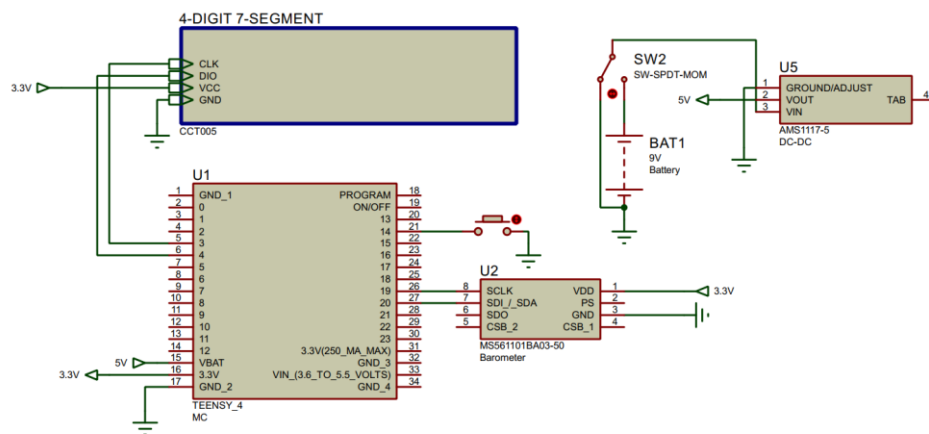 4-DIGIT 7-SEGMENT
CLK
DIO
VCC
GND
3.3V
CCT005
SW2
SW-SPDT-MOM
BAT1
9V
Battery
U5
1 GROUND/ADJUST
2 VOUT TAB 4
3 VIN
5V
AMS1117-5
DC-DC
U1
1 GND_1 PROGRAM 18
2 0 ON/OFF 19
3 1 13 20
4 2 14 21
5 3 15 22
6 4 16 23
7 5 17 24
8 6 18 25
9 7 19 26
10 8 20 27
11 9 21 28
12 10 22 29
13 11 23 30
14 12 3.3V(250_MA_MAX) 31
15 VBAT GND_3 32
16 3.3V VIN_(3.6_TO_5.5_VOLTS) 33
17 GND_2 GND_4 34
5V
3.3V
TEENSY_4
MC
U2
8 SCLK VDD 1
7 SDI_/_SDA PS 2
6 SDO GND 3
5 CSB_2 CSB_1 4
3.3V
MS561101BA03-50
Barometer